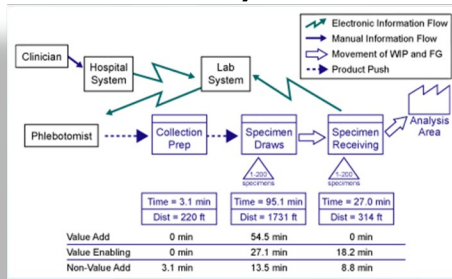 Electronic Information Flow
Manual Information Flow
Movement of WIP and FG
Product Push
Clinician
Hospital
System
Lab
System
Phlebotomist
Collection
Prep
Specimen
Draws
Specimen
Receiving
Analysis
Area
1-200
specimens
1-200
specimens
Time = 3.1 min
Dist = 220 ft
Time = 95.1 min
Dist = 1731 ft
Time = 27.0 min
Dist = 314 ft
Value Add 0 min 54.5 min 0 min
Value Enabling 0 min 27.1 min 18.2 min
Non-Value Add 3.1 min 13.5 min 8.8 min